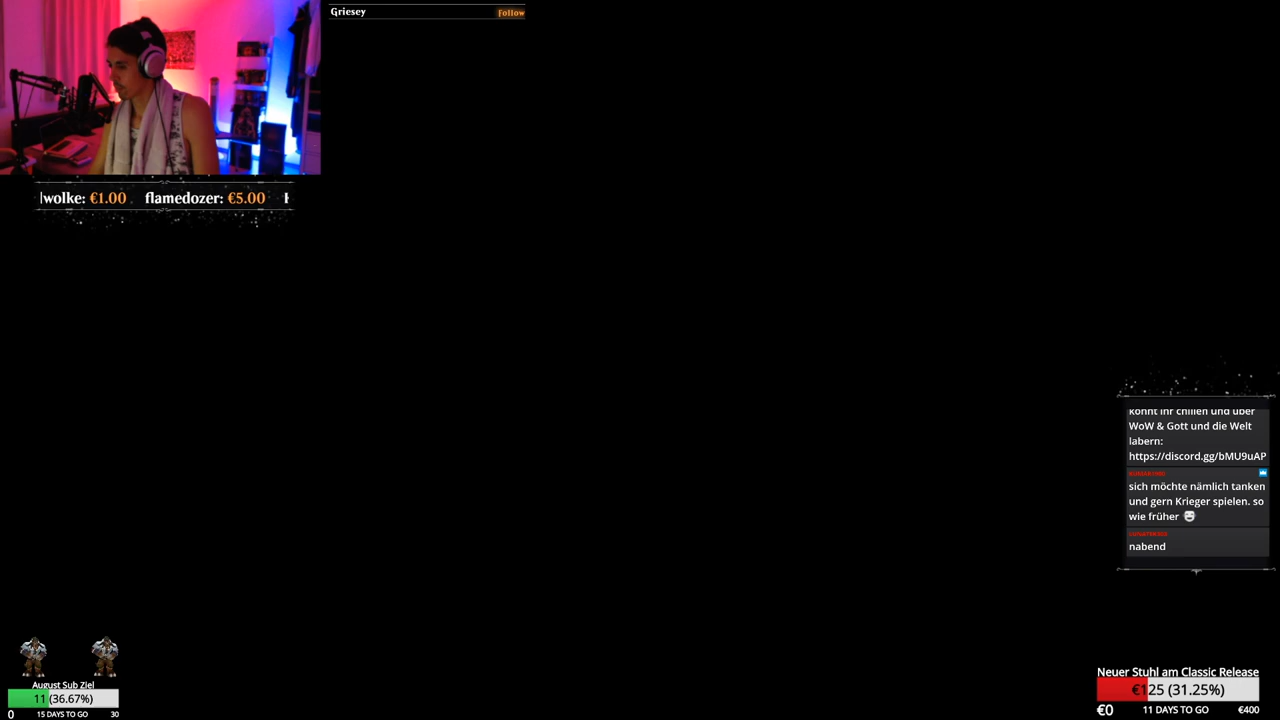 Griesey Follow
wolke: €1.00 flamedozer: €5.00
könnt ihr chillen und über
WoW & Gott und die Welt
labern:
https://discord.gg/bMU9uAP
sich möchte nämlich tanken
und gern Krieger spielen. so
wie früher
nabend
August Sub Ziel
11 (36.67%)
0 15 DAYS TO GO 30
Neuer Stuhl am Classic Release
€125 (31.25%)
€0 11 DAYS TO GO €400